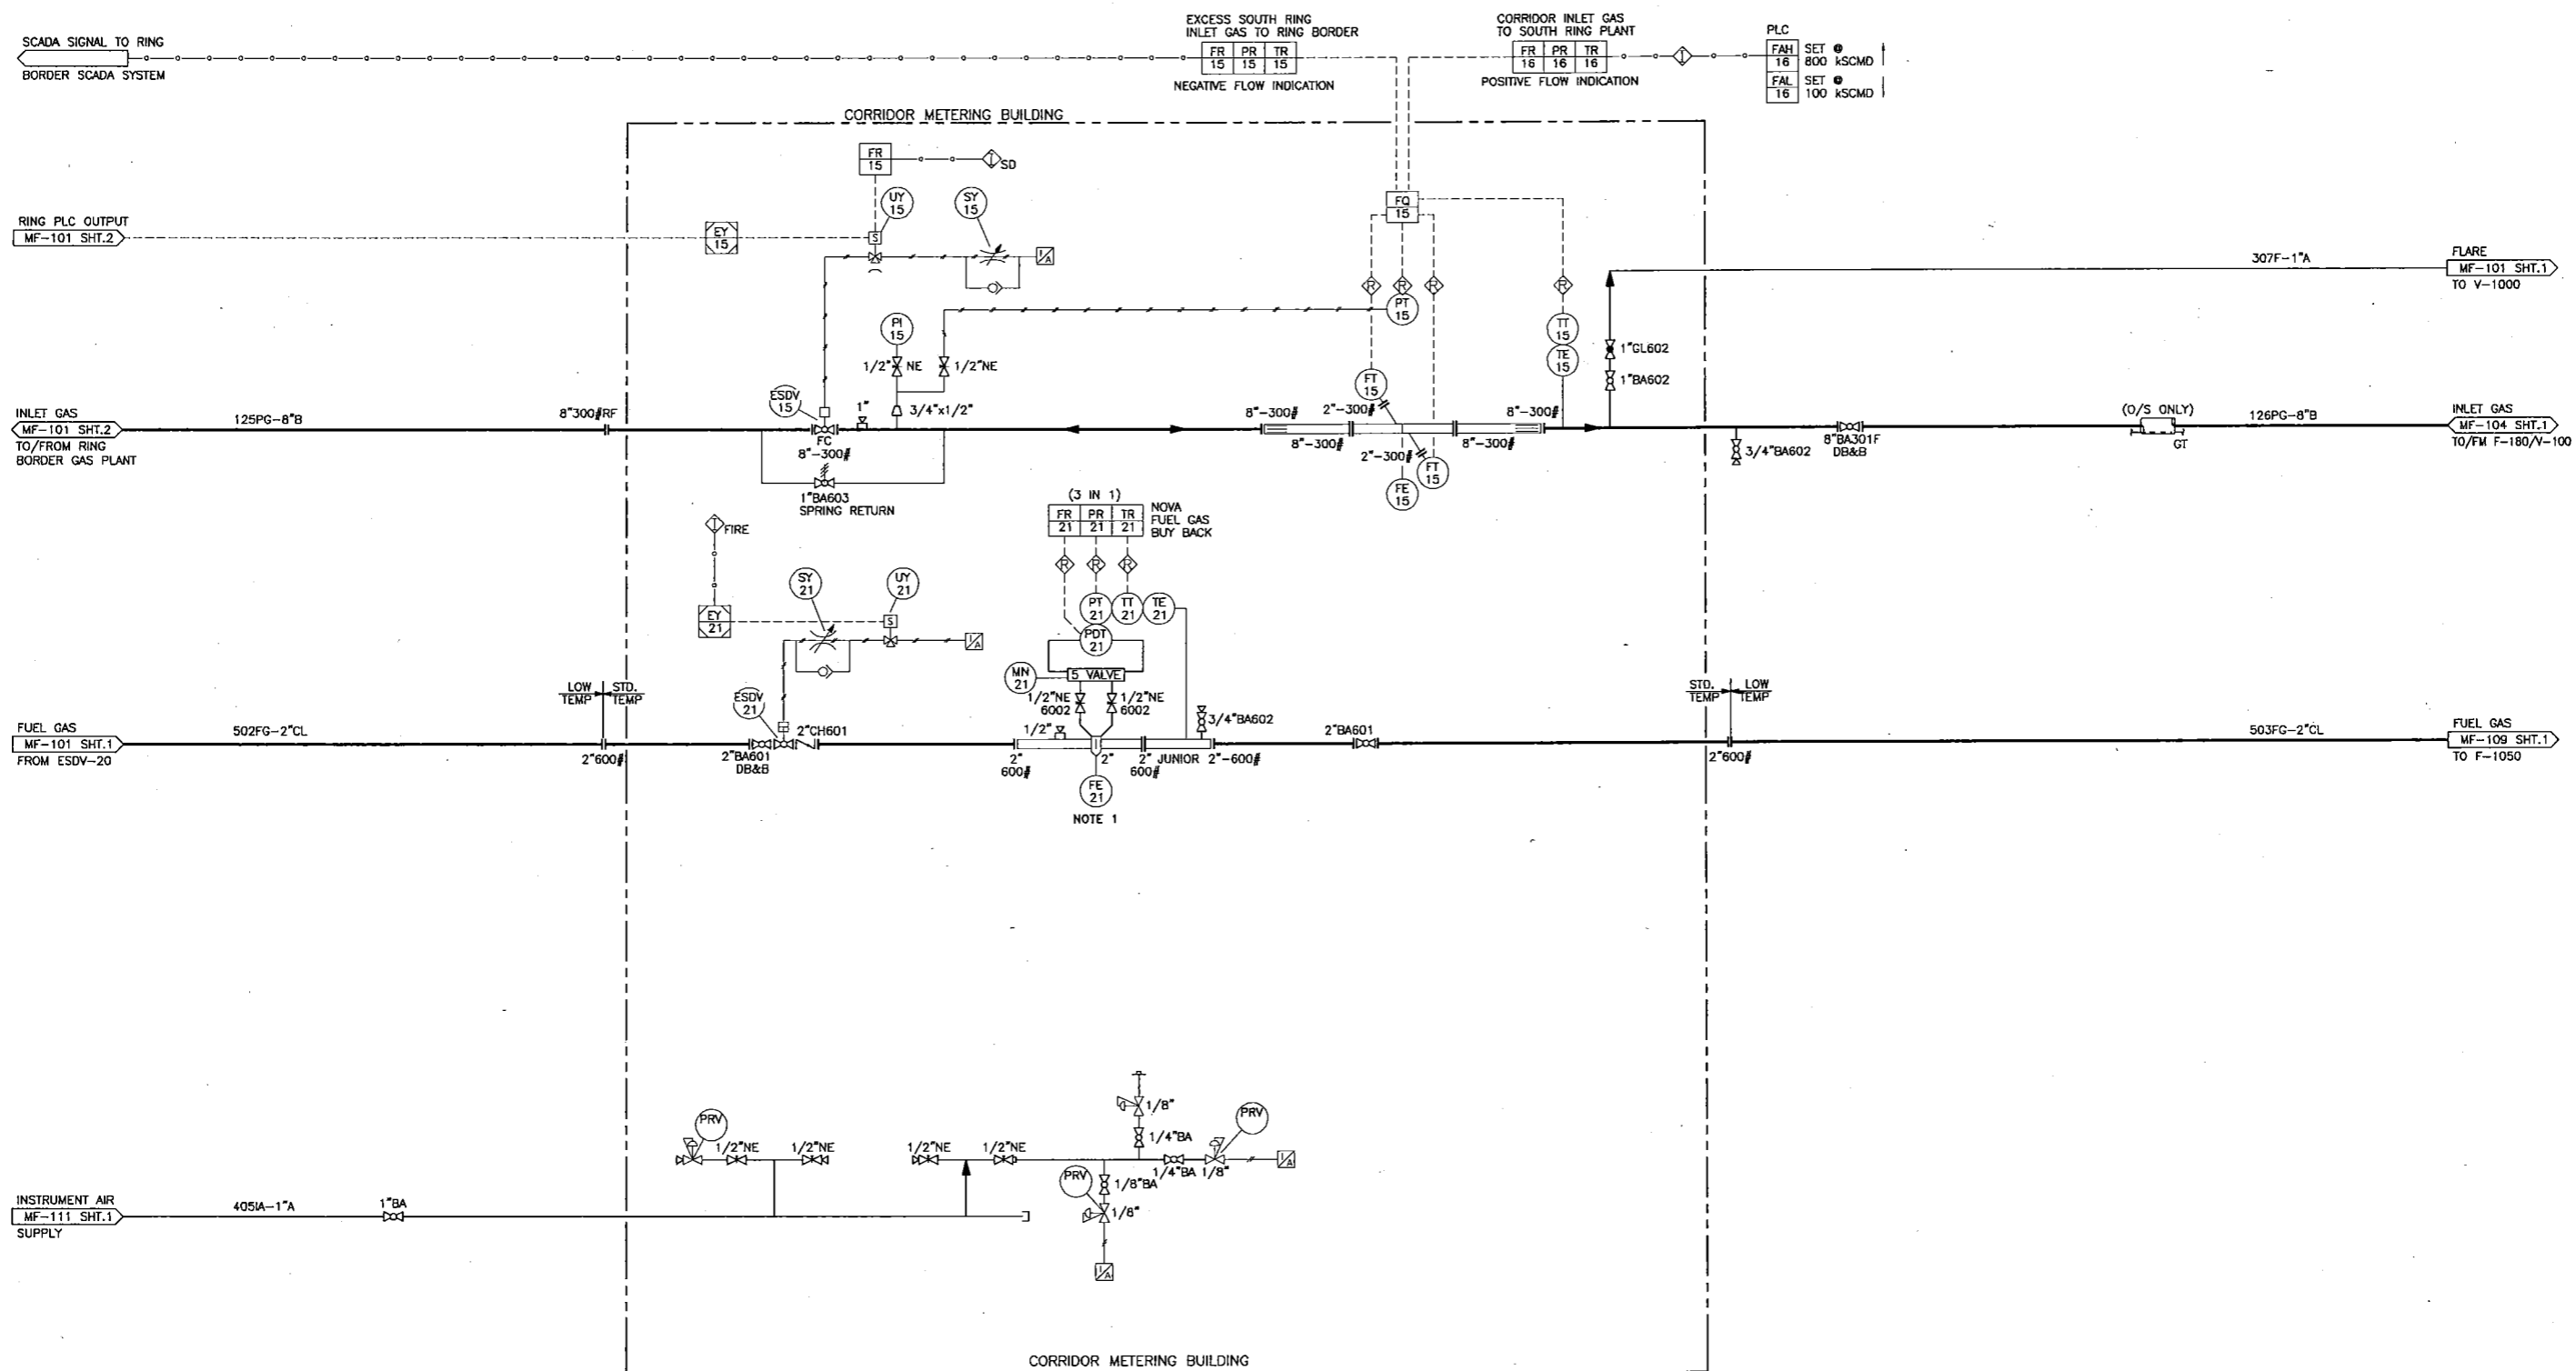 SCADA SIGNAL TO RING
BORDER SCADA SYSTEM
EXCESS SOUTH RING
INLET GAS TO RING BORDER
FR PR TR
15 15 15
NEGATIVE FLOW INDICATION
CORRIDOR INLET GAS
TO SOUTH RING PLANT
FR PR TR
16 16 16
POSITIVE FLOW INDICATION
I
PLC
FAH SET @
16 800 kSCMD
FAL SET @
16 100 kSCMD
CORRIDOR METERING BUILDING
FR
15
I SD
UY
15
SY
15
RING PLC OUTPUT
MF-101 SHT.2
EY
15
S
I/A
FQ
15
R R R R
PT
15
PI
15
1/2" NE
1/2"NE
TT
15
TE
15
307F-1"A
FLARE
MF-101 SHT.1
TO V-1000
1"GL602
1"BA602
FT
15
ESDV
15
1"
3/4"x1/2"
INLET GAS
MF-101 SHT.2
TO/FROM RING
BORDER GAS PLANT
125PG-8"B
8"300#RF
FC
8"-300#
8"-300#
2"-300#
8"-300#
8"-300#
8"-300#
2"-300#
FT
15
FE
15
3/4"BA602
8"BA301F
DB&B
(O/S ONLY)
GT
126PG-8"B
INLET GAS
MF-104 SHT.1
TO/FM F-180/V-100
1"BA603
SPRING RETURN
(3 IN 1)
FR PR TR
21 21 21
NOVA
FUEL GAS
BUY BACK
I FIRE
R R R
SY
21
UY
21
EY
21
S
I/A
PT
21
TT
21
TE
21
PDT
21
MN
21
5 VALVE
1/2"NE
6002
1/2"NE
6002
LOW
TEMP
STD.
TEMP
ESDV
21
STD.
TEMP
LOW
TEMP
FUEL GAS
MF-101 SHT.1
FROM ESDV-20
502FG-2"CL
2"600#
2"BA601
DB&B
2"CH601
1/2"
3/4"BA602
2"
600#
2"
2" JUNIOR
600#
2"-600#
FE
21
NOTE 1
2"BA601
2"600#
503FG-2"CL
FUEL GAS
MF-109 SHT.1
TO F-1050
PRV
1/2"NE
1/2"NE
1/2"NE
1/2"NE
1/8"
1/4"BA
PRV
1/4"BA
1/8"
I/A
PRV
1/8"BA
1/8"
I/A
INSTRUMENT AIR
MF-111 SHT.1
SUPPLY
405IA-1"A
1"BA
CORRIDOR METERING BUILDING